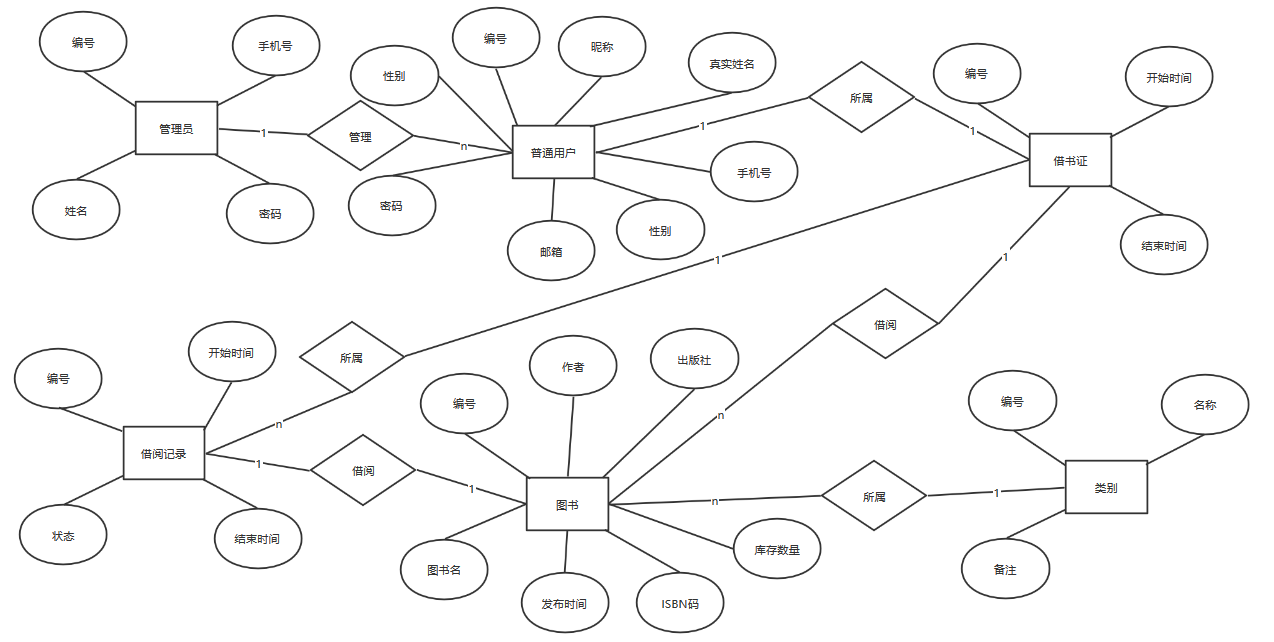 编号
手机号
管理员
姓名
密码
1
管理
n
性别
编号
昵称
真实姓名
普通用户
密码
邮箱
性别
手机号
1
所属
1
编号
开始时间
借书证
结束时间
1
所属
n
1
借阅
n
编号
开始时间
借阅记录
状态
结束时间
1
借阅
1
编号
作者
出版社
图书
图书名
发布时间
ISBN码
库存数量
n
所属
1
编号
名称
类别
备注